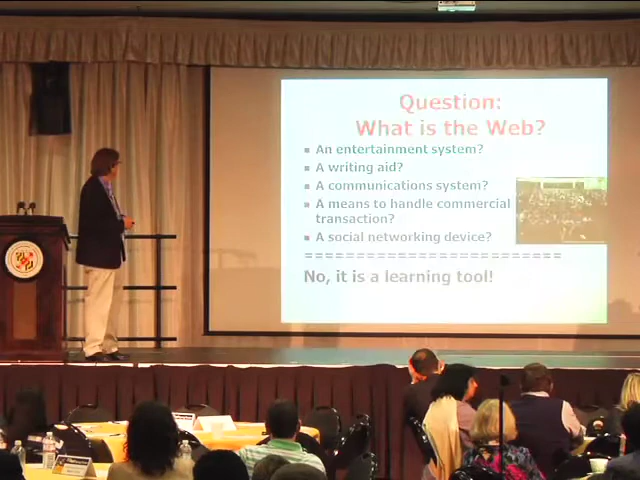 Question:
What is the Web?
▪ An entertainment system?
▪ A writing aid?
▪ A communications system?
▪ A means to handle commercial
transaction?
▪ A social networking device?
=========================
No, it is a learning tool!